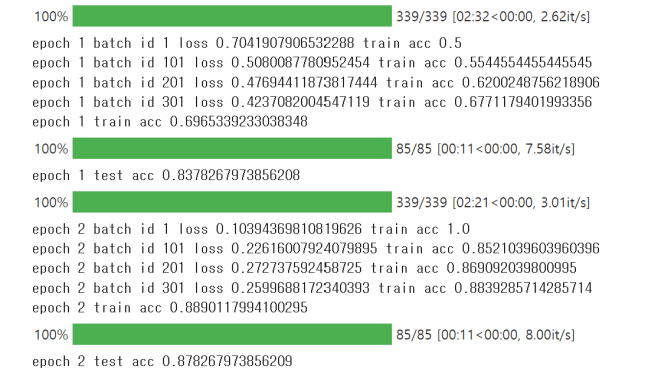 100% 339/339 [02:32<00:00, 2.62it/s]
epoch 1 batch id 1 loss 0.7041907906532288 train acc 0.5
epoch 1 batch id 101 loss 0.5080087780952454 train acc 0.5544554455445545
epoch 1 batch id 201 loss 0.47694411873817444 train acc 0.6200248756218906
epoch 1 batch id 301 loss 0.4237082004547119 train acc 0.6771179401993356
epoch 1 train acc 0.6965339233038348
100% 85/85 [00:11<00:00, 7.58it/s]
epoch 1 test acc 0.8378267973856208
100% 339/339 [02:21<00:00, 3.01it/s]
epoch 2 batch id 1 loss 0.10394369810819626 train acc 1.0
epoch 2 batch id 101 loss 0.22616007924079895 train acc 0.8521039603960396
epoch 2 batch id 201 loss 0.272737592458725 train acc 0.869092039800995
epoch 2 batch id 301 loss 0.2599688172340393 train acc 0.8839285714285714
epoch 2 train acc 0.8890117994100295
100% 85/85 [00:11<00:00, 8.00it/s]
epoch 2 test acc 0.878267973856209